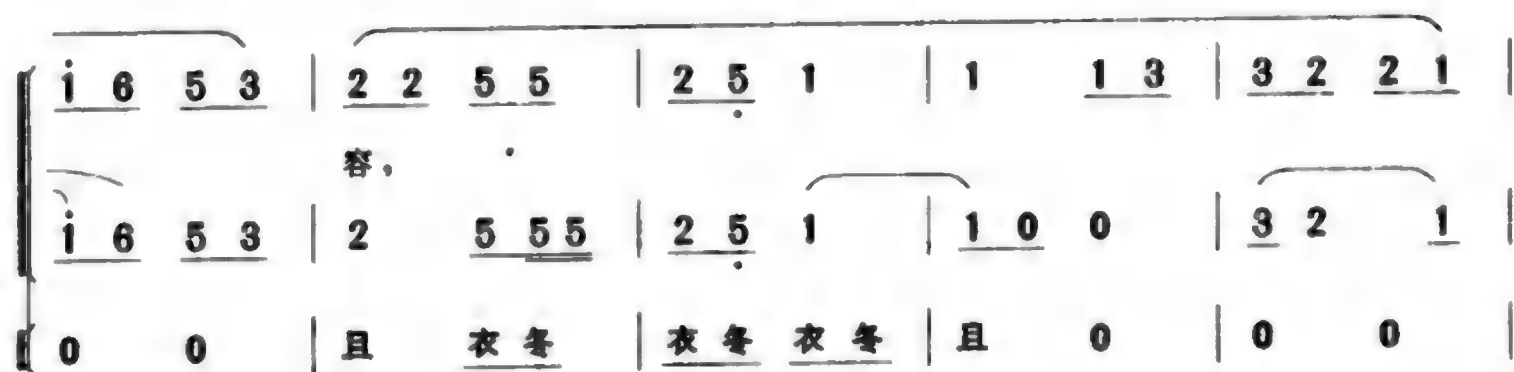 i 6 5 3 | 2 2 5 5 | 2 5 1 | 1 1 3 | 3 2 2 1 |
容，
i 6 5 3 | 2 5 5 5 | 2 5 1 | 1 0 0 | 3 2 1 |
0 0 | 且 衣 冬 | 衣 冬 衣 冬 | 且 0 | 0 0 |